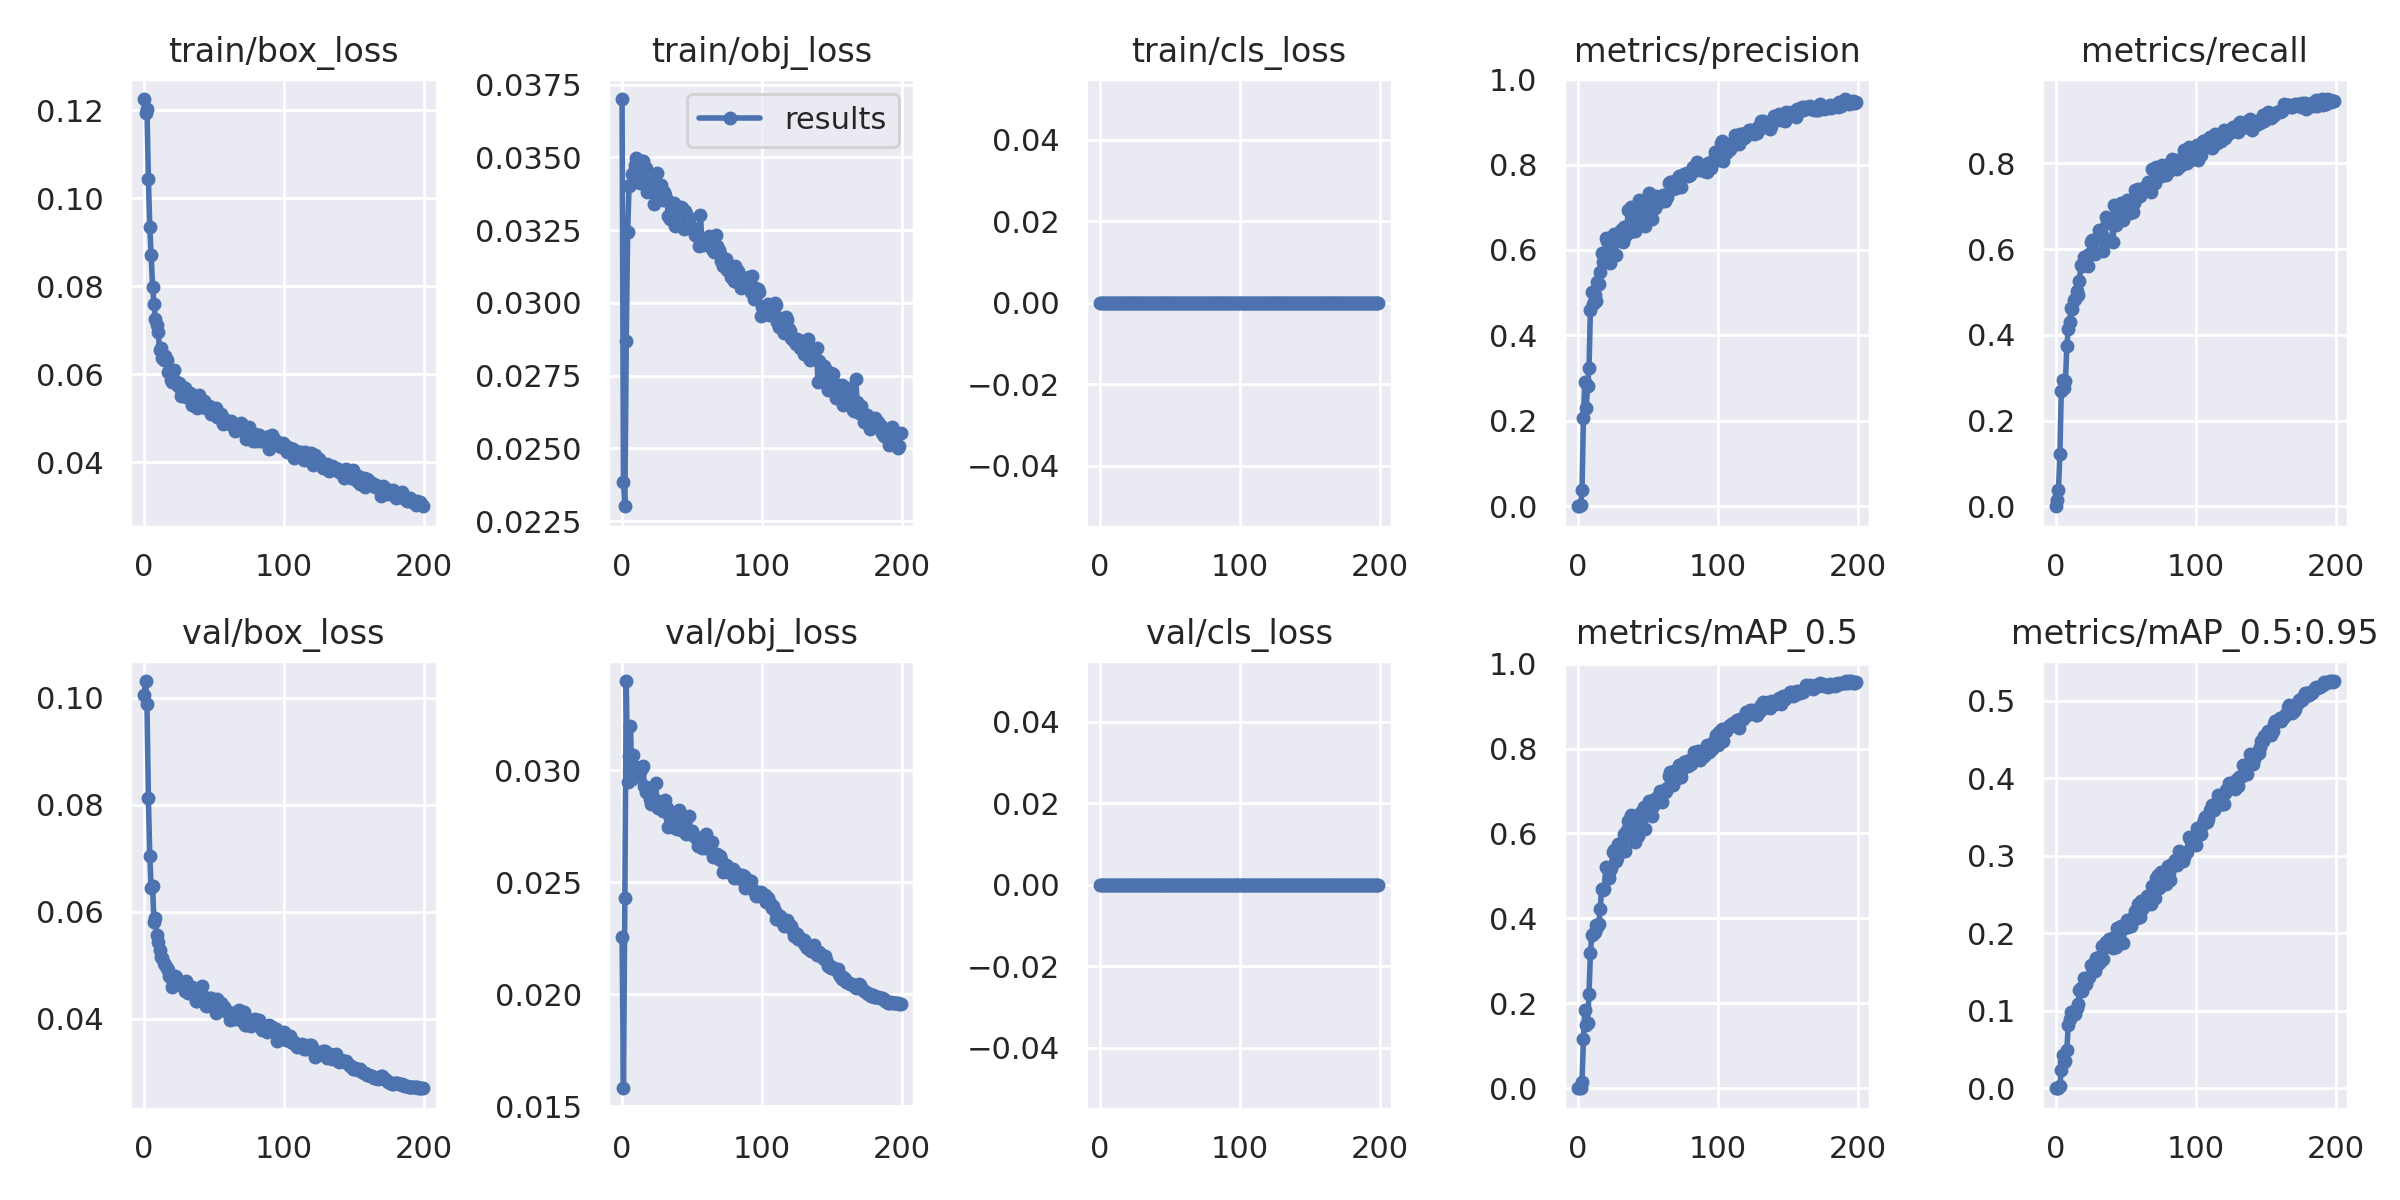 train/box_loss
0.12
0.10
0.08
0.06
0.04
0 100 200
train/obj_loss
results
0.0375
0.0350
0.0325
0.0300
0.0275
0.0250
0.0225
0 100 200
train/cls_loss
0.04
0.02
0.00
−0.02
−0.04
0 100 200
metrics/precision
1.0
0.8
0.6
0.4
0.2
0.0
0 100 200
metrics/recall
0.8
0.6
0.4
0.2
0.0
0 100 200
val/box_loss
0.10
0.08
0.06
0.04
0 100 200
val/obj_loss
0.030
0.025
0.020
0.015
0 100 200
val/cls_loss
0.04
0.02
0.00
−0.02
−0.04
0 100 200
metrics/mAP_0.5
1.0
0.8
0.6
0.4
0.2
0.0
0 100 200
metrics/mAP_0.5:0.95
0.5
0.4
0.3
0.2
0.1
0.0
0 100 200